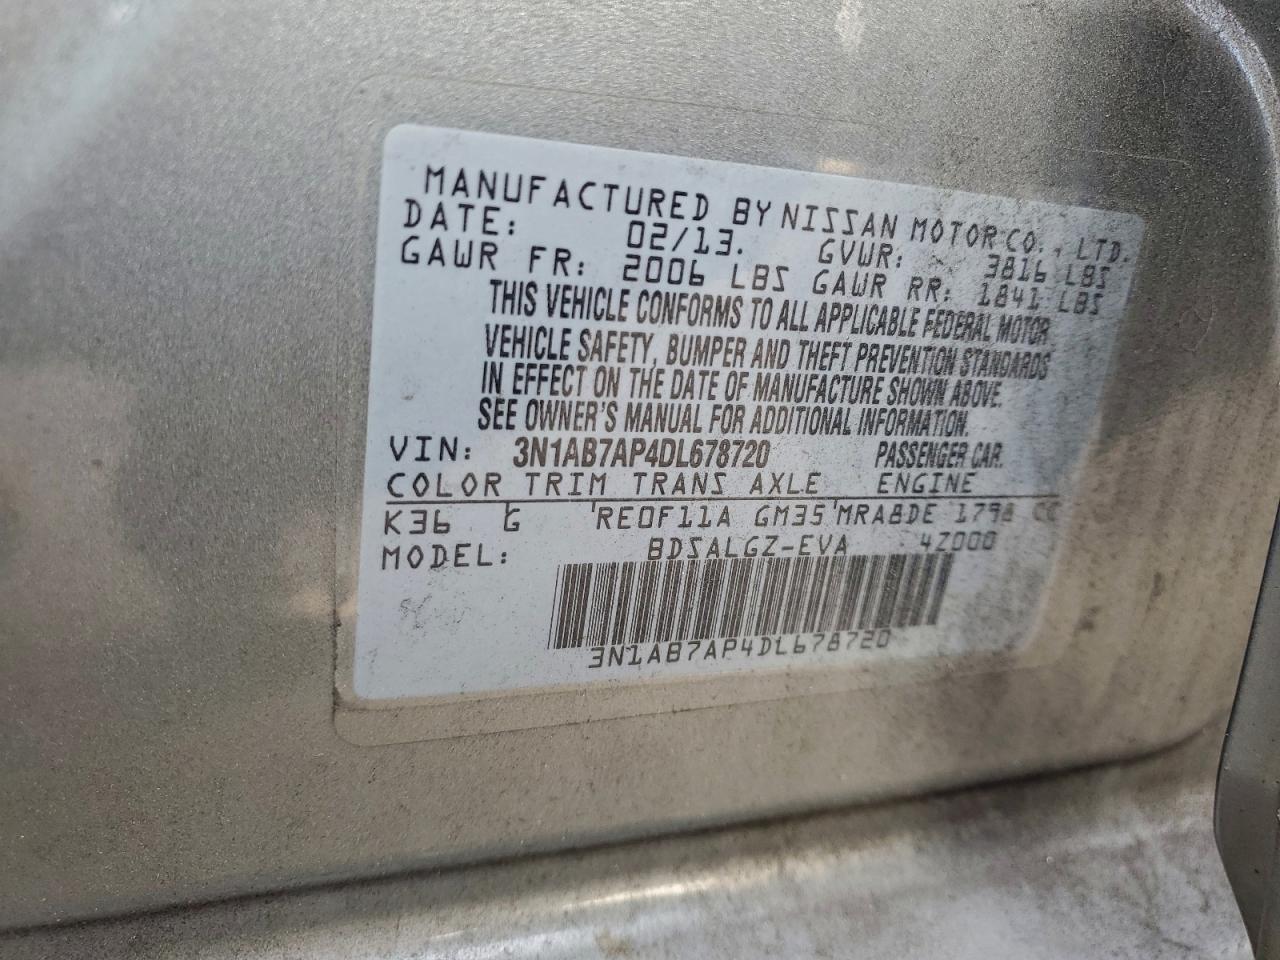 MANUFACTURED BY NISSAN MOTOR CO., LTD.
DATE: 02/13. GVWR: 3816 LBS
GAWR FR: 2006 LBS GAWR RR: 1841 LBS
THIS VEHICLE CONFORMS TO ALL APPLICABLE FEDERAL MOTOR
VEHICLE SAFETY, BUMPER AND THEFT PREVENTION STANDARDS
IN EFFECT ON THE DATE OF MANUFACTURE SHOWN ABOVE.
SEE OWNER'S MANUAL FOR ADDITIONAL INFORMATION.
VIN: 3N1AB7AP4DL678720 PASSENGER CAR.
COLOR TRIM TRANS AXLE ENGINE
K36 G RE0F11A GM35 MRA8DE 1798 CC
MODEL: BDSALGZ-EVA 4Z000
3N1AB7AP4DL678720